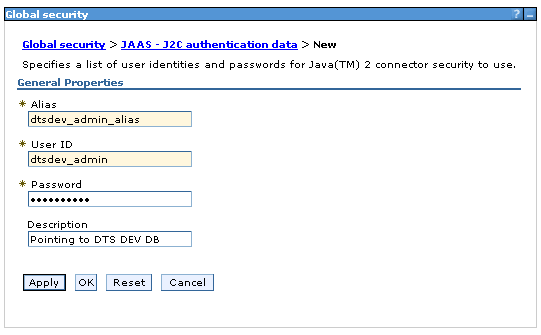 Global security ? –
Global security > JAAS - J2C authentication data > New
Specifies a list of user identities and passwords for Java(TM) 2 connector security to use.
General Properties
* Alias
dtsdev_admin_alias
* User ID
dtsdev_admin
* Password
••••••••••
Description
Pointing to DTS DEV DB
Apply OK Reset Cancel